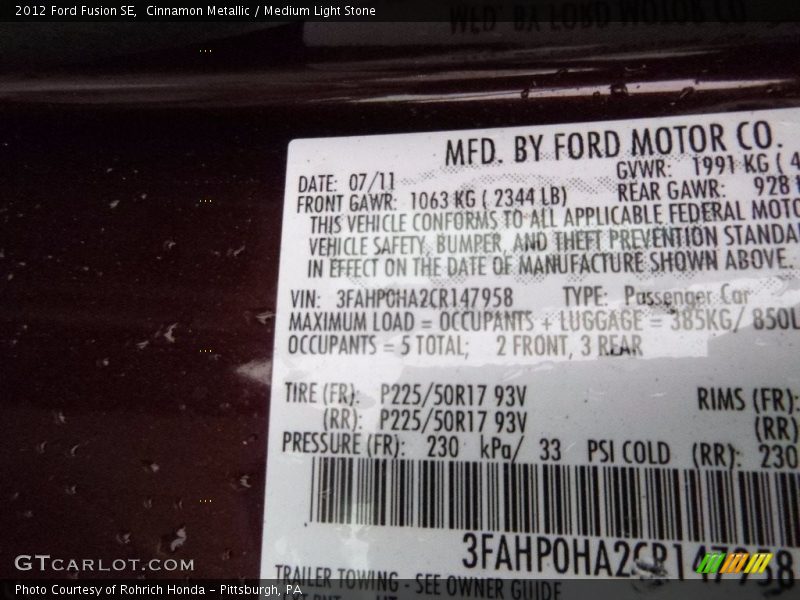 2012 Ford Fusion SE,  Cinnamon Metallic / Medium Light Stone
MFD. BY FORD MOTOR CO.
DATE: 07/11 GVWR: 1991 KG ( 4
FRONT GAWR: 1063 KG ( 2344 LB) REAR GAWR: 928
THIS VEHICLE CONFORMS TO ALL APPLICABLE FEDERAL MOTO
VEHICLE SAFETY, BUMPER, AND THEFT PREVENTION STANDA
IN EFFECT ON THE DATE OF MANUFACTURE SHOWN ABOVE.
VIN: 3FAHP0HA2CR147958 TYPE: Passenger Car
MAXIMUM LOAD = OCCUPANTS + LUGGAGE = 385KG/ 850L
OCCUPANTS = 5 TOTAL; 2 FRONT, 3 REAR
TIRE (FR): P225/50R17 93V RIMS (FR):
(RR): P225/50R17 93V (RR)
PRESSURE (FR): 230 kPa/ 33 PSI COLD (RR): 230
3FAHP0HA2CR147958
TRAILER TOWING - SEE OWNER GUIDE
GTCARLOT.COM
Photo Courtesy of Rohrich Honda - Pittsburgh, PA